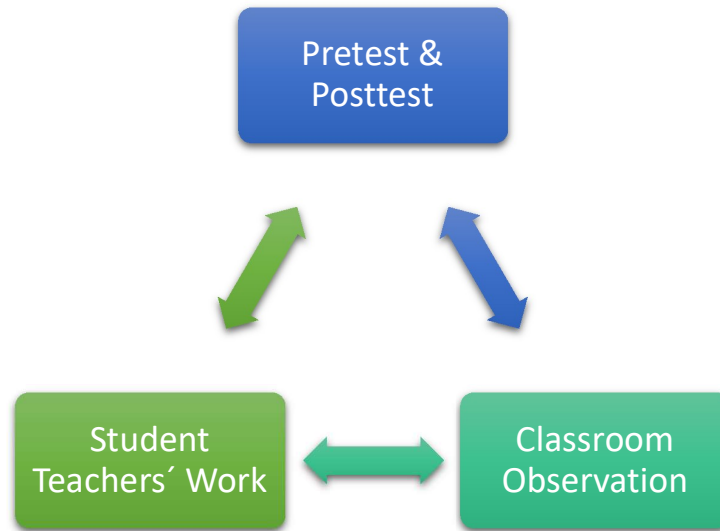 Pretest &
Posttest
Student
Teachers´ Work
Classroom
Observation